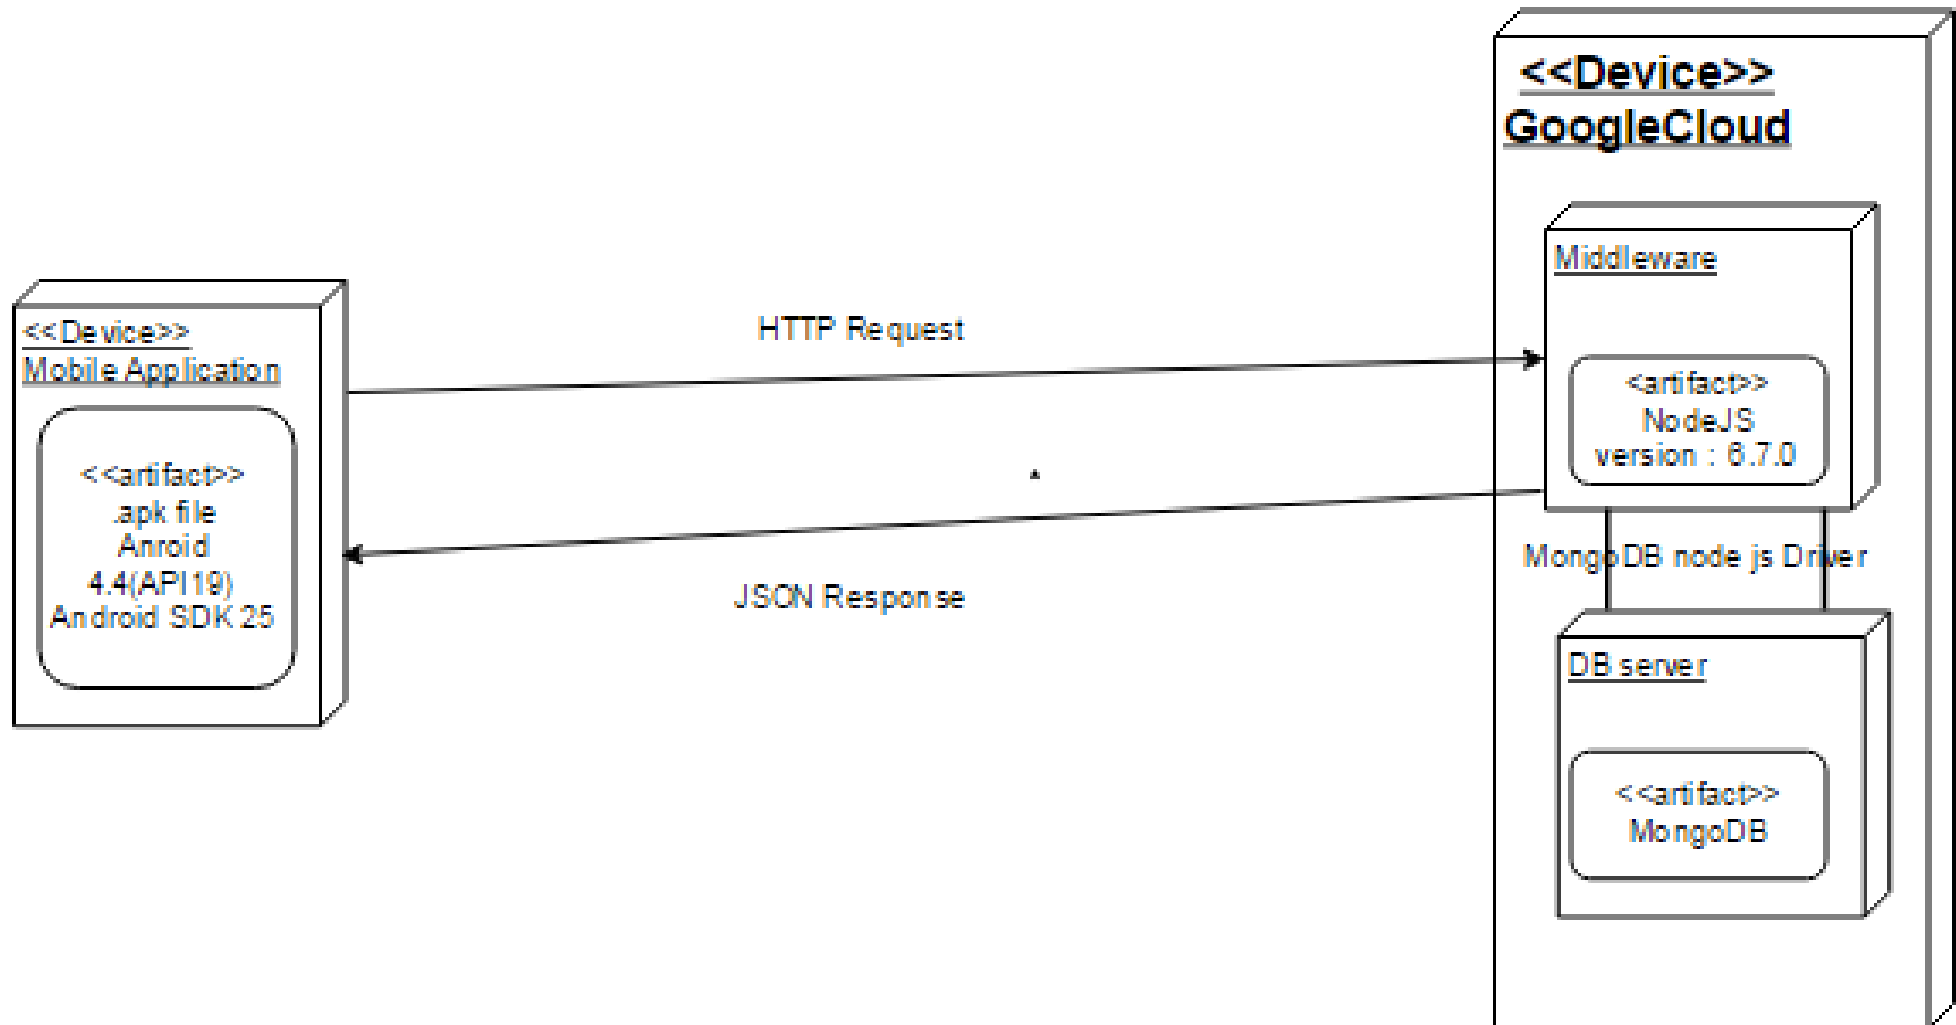 <<Device>>
GoogleCloud
Middleware
<artifact>>
NodeJS
version : 6.7.0
MongoDB node js Driver
DB server
<<artifact>>
MongoDB
HTTP Request
JSON Response
<<Device>>
Mobile Application
<<artifact>>
.apk file
Anroid
4.4(API19)
Android SDK 25